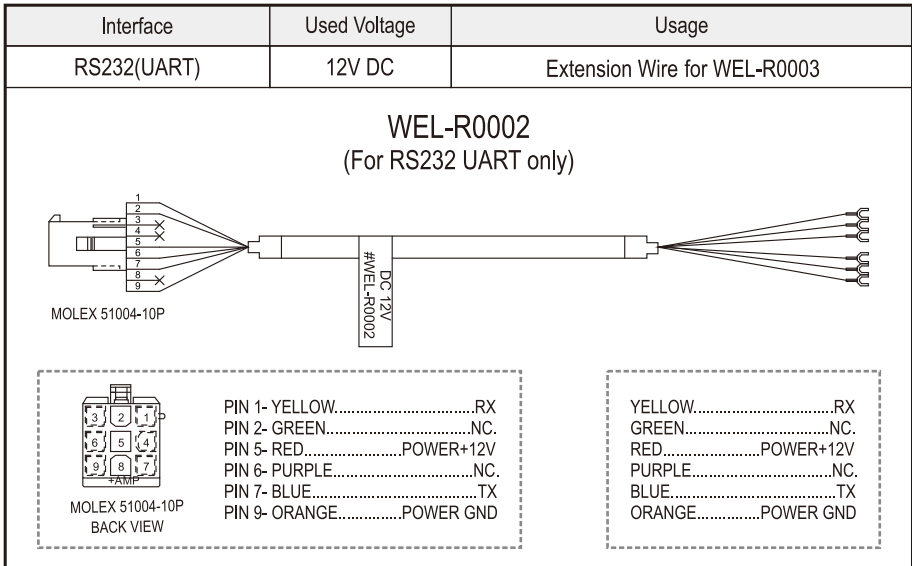 Interface Used Voltage Usage
RS232(UART) 12V DC Extension Wire for WEL-R0003
WEL-R0002
(For RS232 UART only)
1
2
3
4
5
6
7
8
9
MOLEX 51004-10P
DC 12V
#WEL-R0002
3 2 1
6 5 4
9 8 7
+AMP
MOLEX 51004-10P
BACK VIEW
PIN 1- YELLOW........................RX
PIN 2- GREEN.........................NC.
PIN 5- RED................POWER+12V
PIN 6- PURPLE.......................NC.
PIN 7- BLUE............................TX
PIN 9- ORANGE............POWER GND
YELLOW........................RX
GREEN.........................NC.
RED................POWER+12V
PURPLE.......................NC.
BLUE............................TX
ORANGE............POWER GND